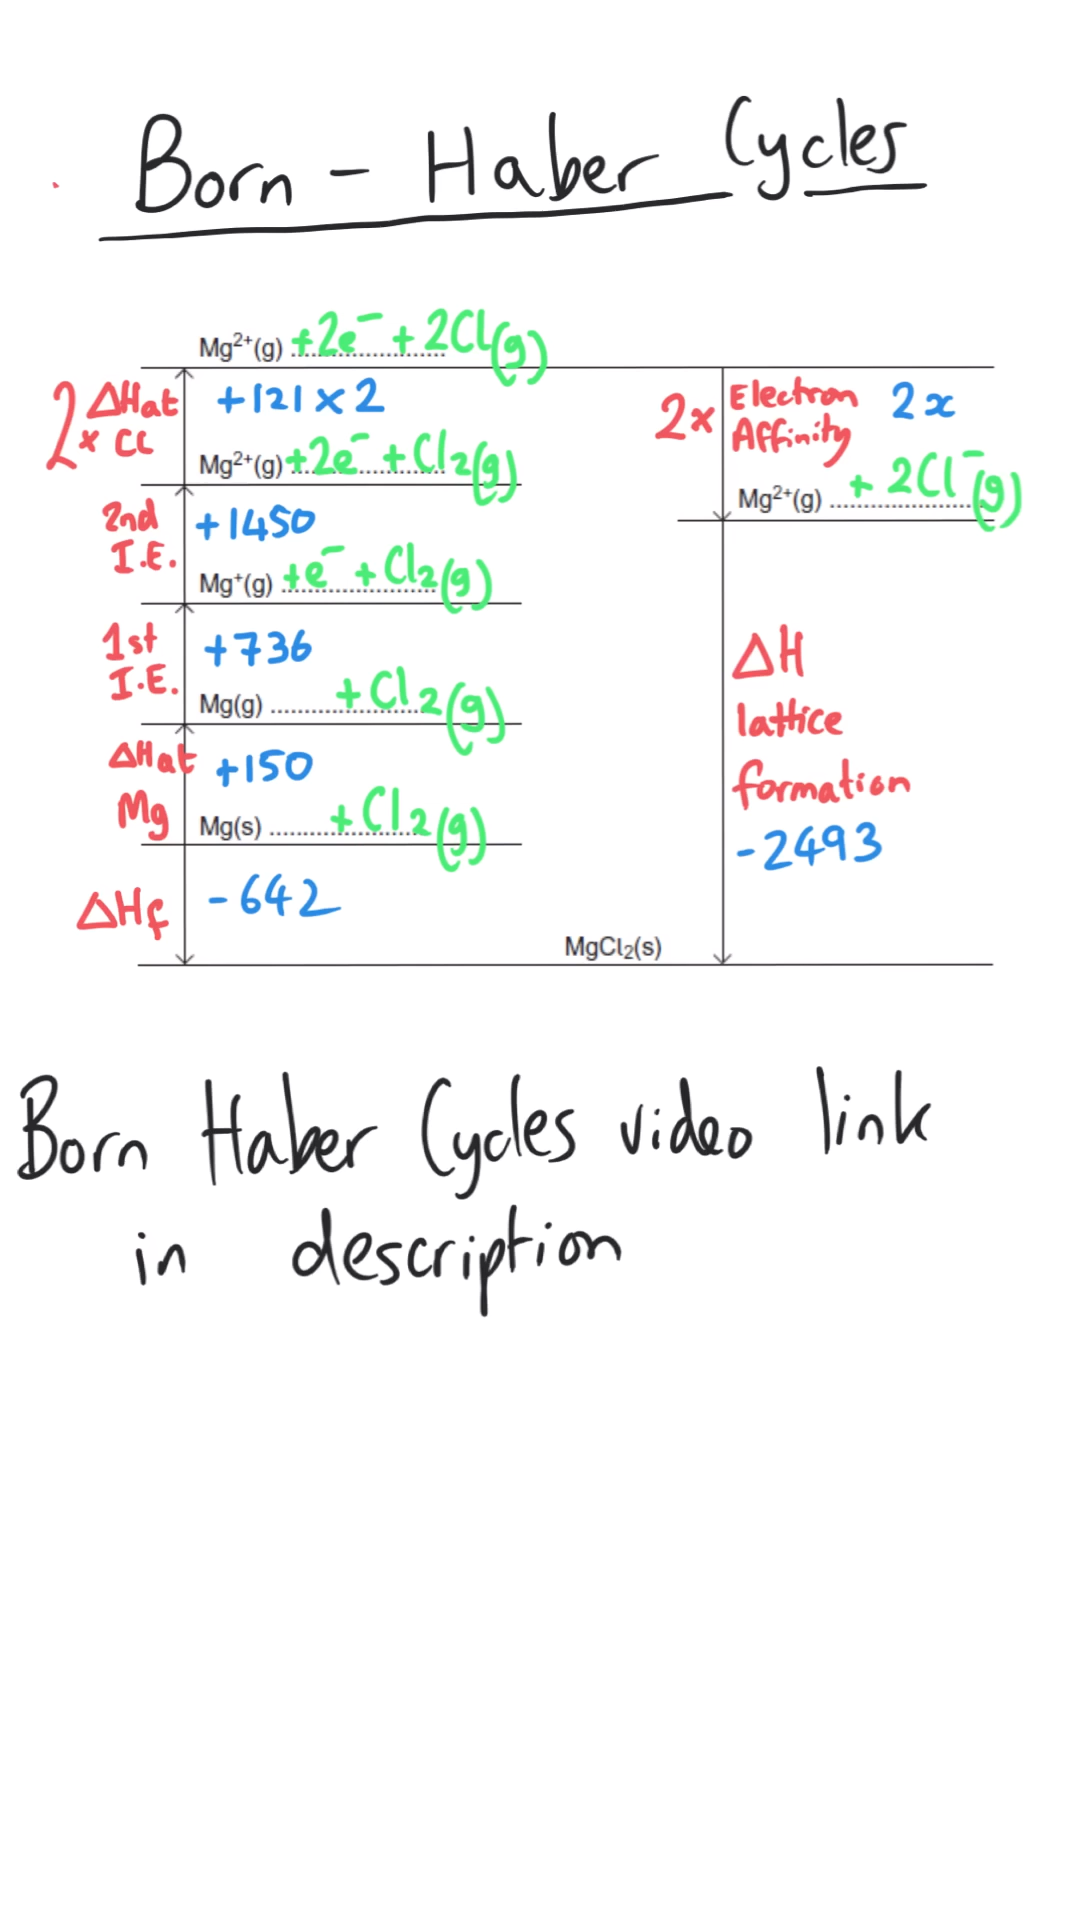 Born - Haber Cycles
Mg²⁺(g) +2e⁻ + 2Cl(g)
2 x ΔHat Cl
+121 x 2
2x Electron Affinity 2x
Mg²⁺(g) +2e⁻ + Cl₂(g)
Mg²⁺(g) + 2Cl⁻(g)
2nd I.E.
+1450
Mg⁺(g) +e⁻ + Cl₂(g)
1st I.E.
+736
ΔH
lattice
formation
-2493
Mg(g) + Cl₂(g)
ΔHat Mg
+150
Mg(s) + Cl₂(g)
ΔHf
-642
MgCl₂(s)
Born Haber Cycles video link
in description